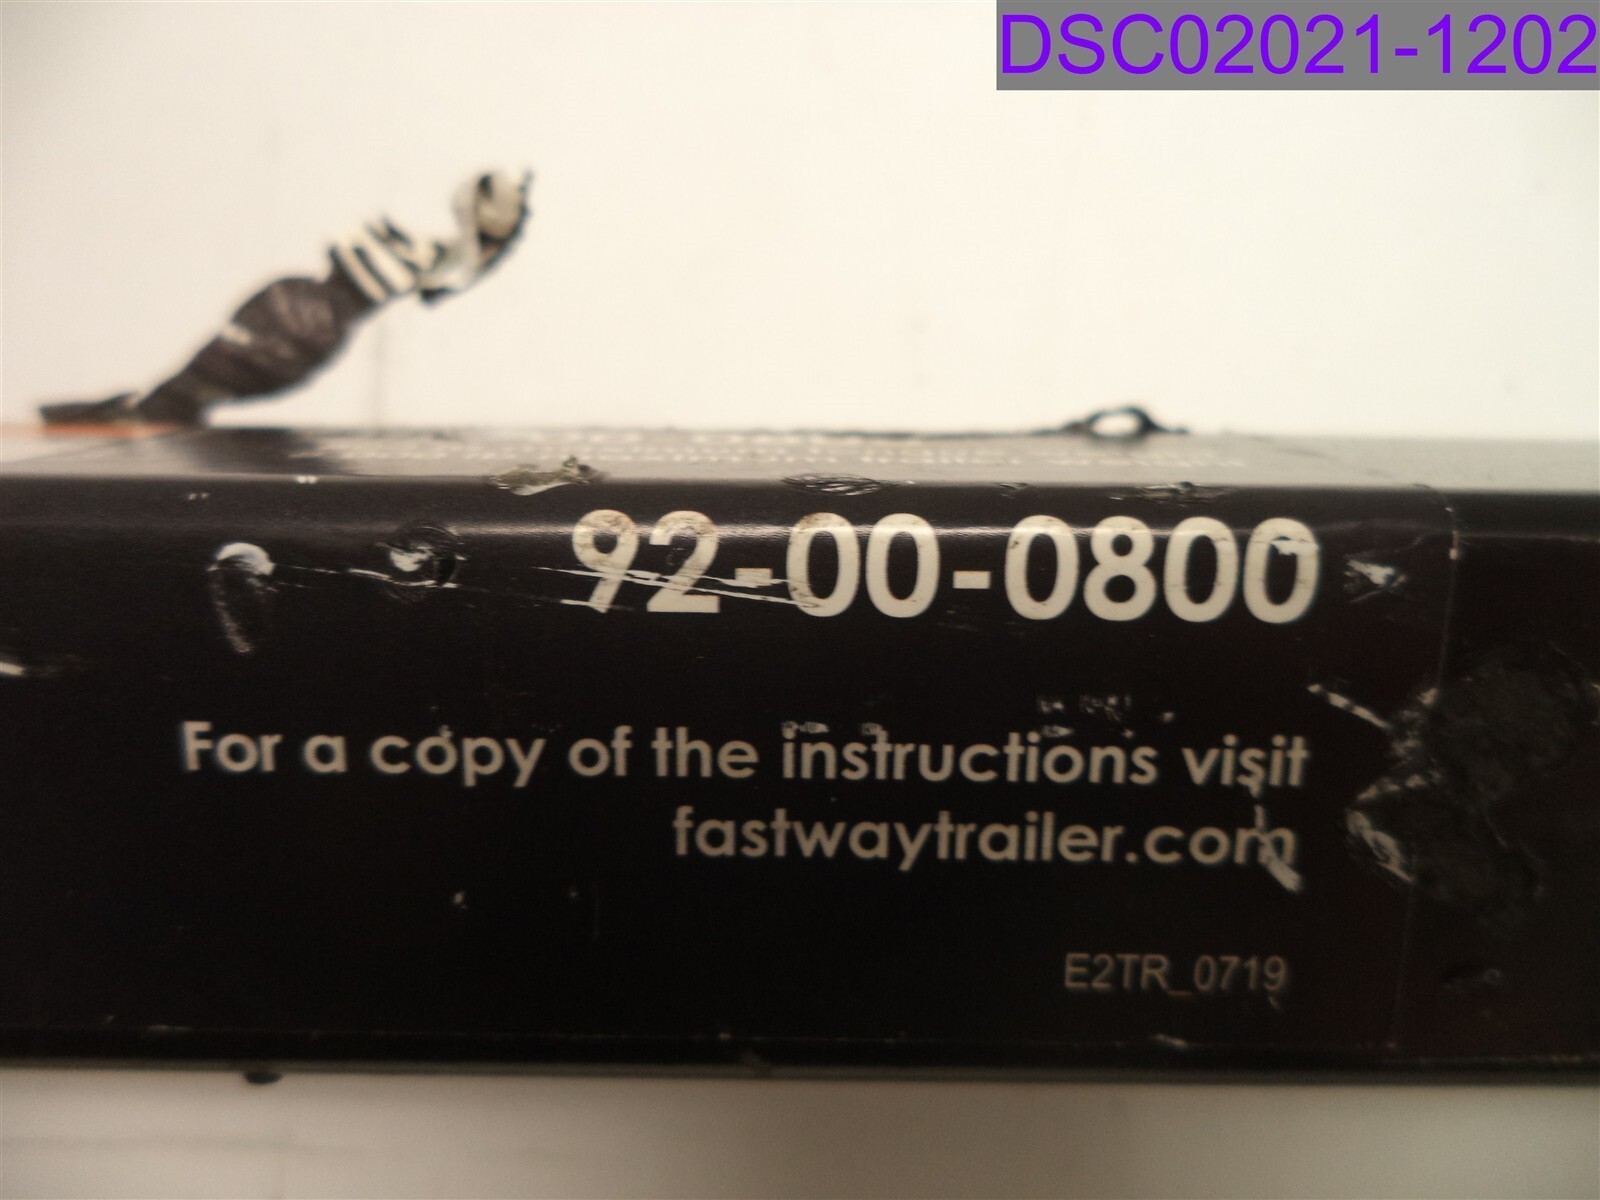 DSC02021-1202
92-00-0800
For a copy of the instructions visit
fastwaytrailer.com
E2TR_0719